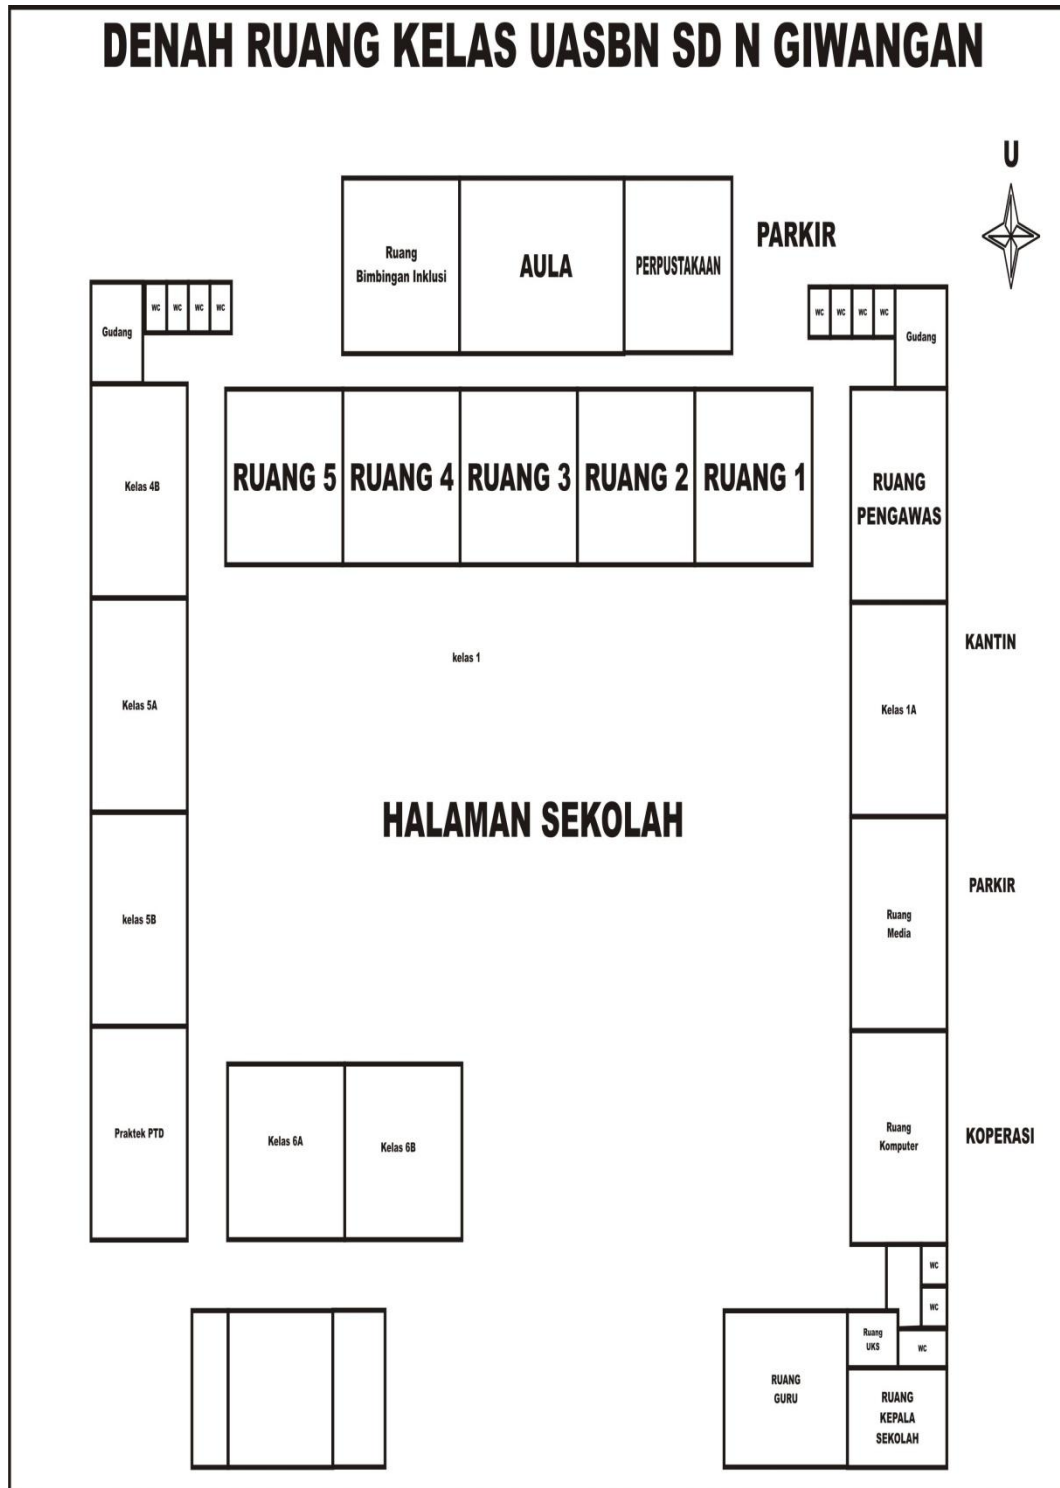 DENAH RUANG KELAS UASBN SD N GIWANGAN
U
PARKIR
Ruang
Bimbingan Inklusi
AULA
PERPUSTAKAAN
Gudang
WC
WC
WC
WC
WC
WC
WC
WC
Gudang
Kelas 4B
RUANG 5
RUANG 4
RUANG 3
RUANG 2
RUANG 1
RUANG
PENGAWAS
kelas 1
KANTIN
Kelas 5A
Kelas 1A
HALAMAN SEKOLAH
PARKIR
kelas 5B
Ruang
Media
Praktek PTD
Kelas 6A
Kelas 6B
Ruang
Komputer
KOPERASI
WC
WC
Ruang
UKS
WC
RUANG
GURU
RUANG
KEPALA
SEKOLAH